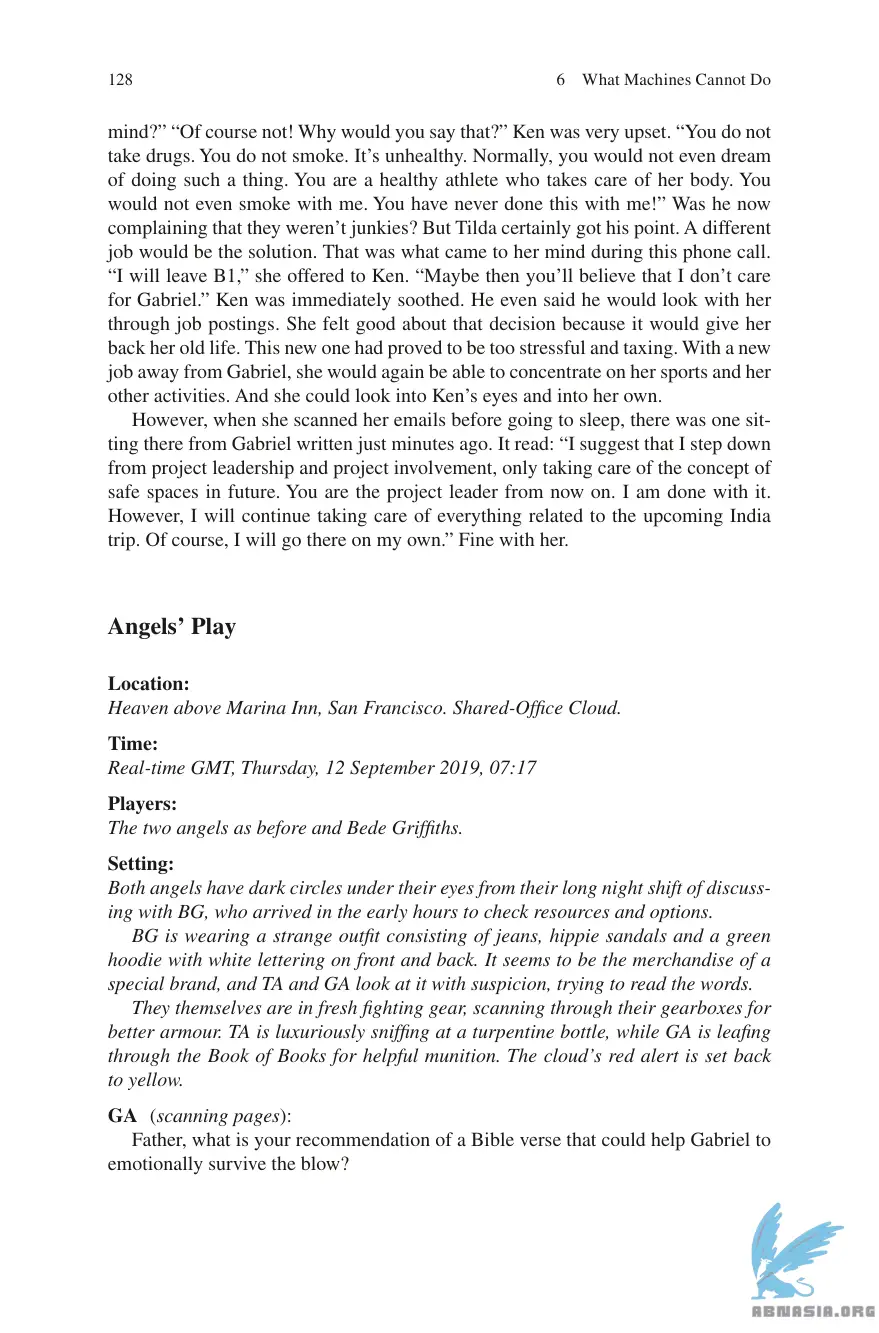 128
6 What Machines Cannot Do
mind?” “Of course not! Why would you say that?” Ken was very upset. “You do not
take drugs. You do not smoke. It’s unhealthy. Normally, you would not even dream
of doing such a thing. You are a healthy athlete who takes care of her body. You
would not even smoke with me. You have never done this with me!” Was he now
complaining that they weren’t junkies? But Tilda certainly got his point. A different
job would be the solution. That was what came to her mind during this phone call.
“I will leave B1,” she offered to Ken. “Maybe then you’ll believe that I don’t care
for Gabriel.” Ken was immediately soothed. He even said he would look with her
through job postings. She felt good about that decision because it would give her
back her old life. This new one had proved to be too stressful and taxing. With a new
job away from Gabriel, she would again be able to concentrate on her sports and her
other activities. And she could look into Ken’s eyes and into her own.
However, when she scanned her emails before going to sleep, there was one sit-
ting there from Gabriel written just minutes ago. It read: “I suggest that I step down
from project leadership and project involvement, only taking care of the concept of
safe spaces in future. You are the project leader from now on. I am done with it.
However, I will continue taking care of everything related to the upcoming India
trip. Of course, I will go there on my own.” Fine with her.
Angels’ Play
Location:
Heaven above Marina Inn, San Francisco. Shared-Office Cloud.
Time:
Real-time GMT, Thursday, 12 September 2019, 07:17
Players:
The two angels as before and Bede Griffiths.
Setting:
Both angels have dark circles under their eyes from their long night shift of discuss-
ing with BG, who arrived in the early hours to check resources and options.
BG is wearing a strange outfit consisting of jeans, hippie sandals and a green
hoodie with white lettering on front and back. It seems to be the merchandise of a
special brand, and TA and GA look at it with suspicion, trying to read the words.
They themselves are in fresh fighting gear, scanning through their gearboxes for
better armour. TA is luxuriously sniffing at a turpentine bottle, while GA is leafing
through the Book of Books for helpful munition. The cloud’s red alert is set back
to yellow.
GA (scanning pages):
Father, what is your recommendation of a Bible verse that could help Gabriel to
emotionally survive the blow?
ABNASIA.ORG